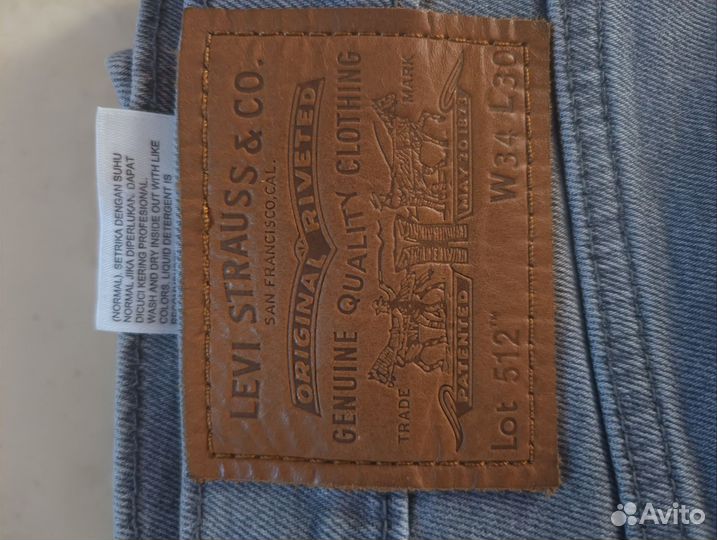 LEVI STRAUSS & CO.
SAN FRANCISCO, CAL.
ORIGINAL RIVETED
GENUINE QUALITY CLOTHING
TRADE MARK
PATENTED MAY 20 1873
Lot 512™ W34 L30
(NORMAL), SETRIKA DENGAN SUHU
NORMAL JIKA DIPERLUKAN, DAPAT
DICUCI KERING PROFESIONAL.
WASH AND DRY INSIDE OUT WITH LIKE
COLORS, LIQUID DETERGENT IS
Avito